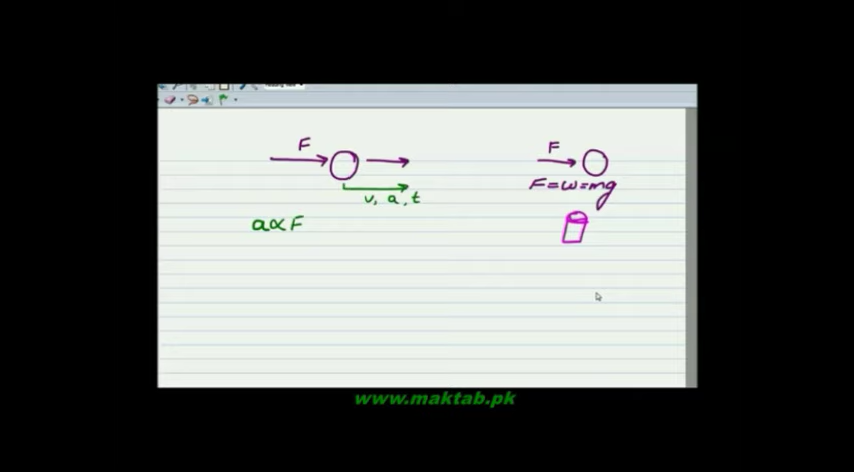 F
v, a, t
a∝F
F
F=w=mg
www.maktab.pk